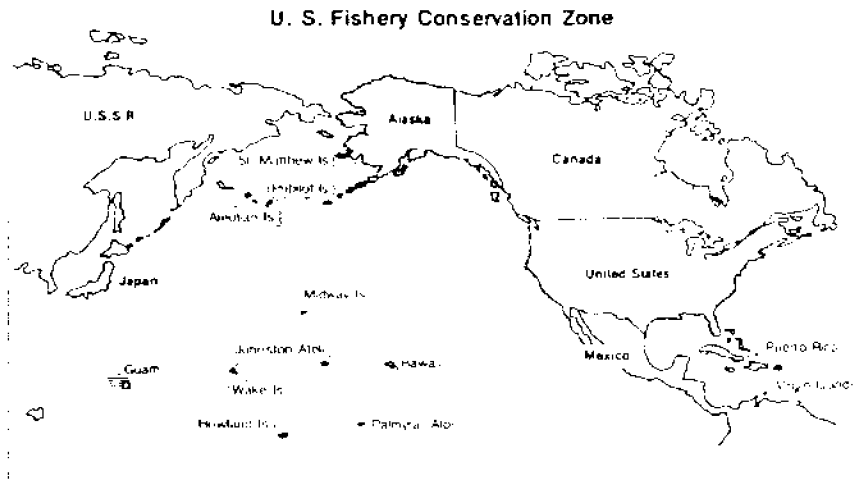 U. S. Fishery Conservation Zone
U.S.S.R
Alaska
Canada
St. Matthew Is.
Pribilof Is.
Aleutian Is.
United States
Japan
Midway Is.
Johnston Atoll
Hawaii
Mexico
Puerto Rico
Guam
Wake Is.
Virgin Islands
Howland Is.
Palmyra Atoll